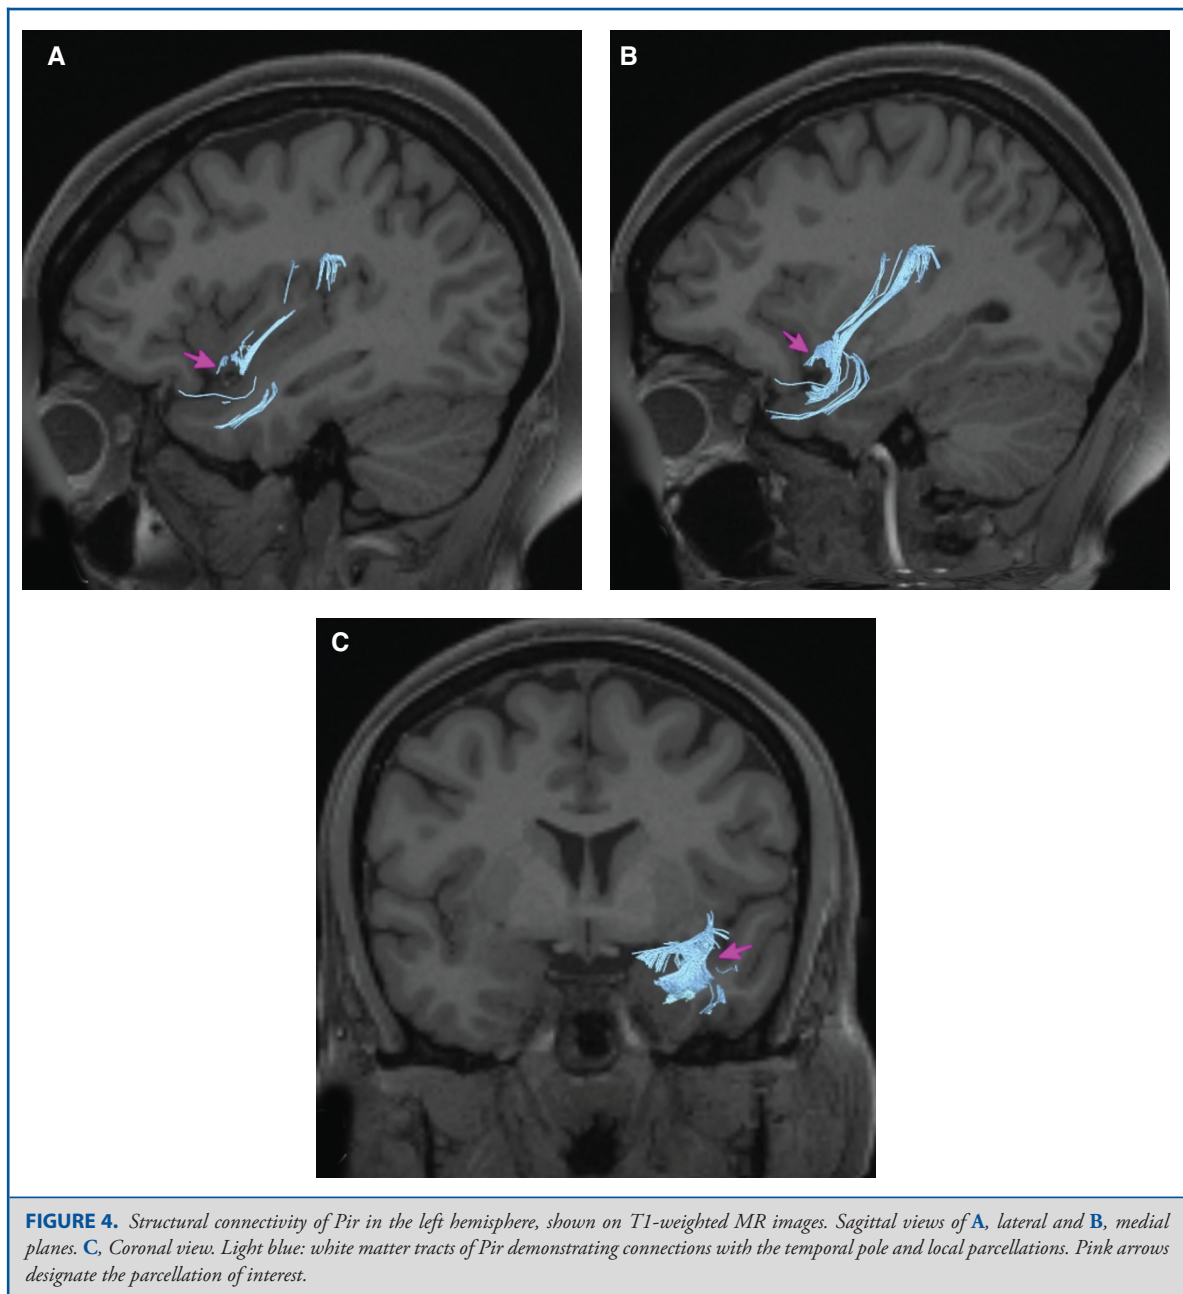 A
B
C
FIGURE 4. Structural connectivity of Pir in the left hemisphere, shown on T1-weighted MR images. Sagittal views of A, lateral and B, medial
planes. C, Coronal view. Light blue: white matter tracts of Pir demonstrating connections with the temporal pole and local parcellations. Pink arrows
designate the parcellation of interest.